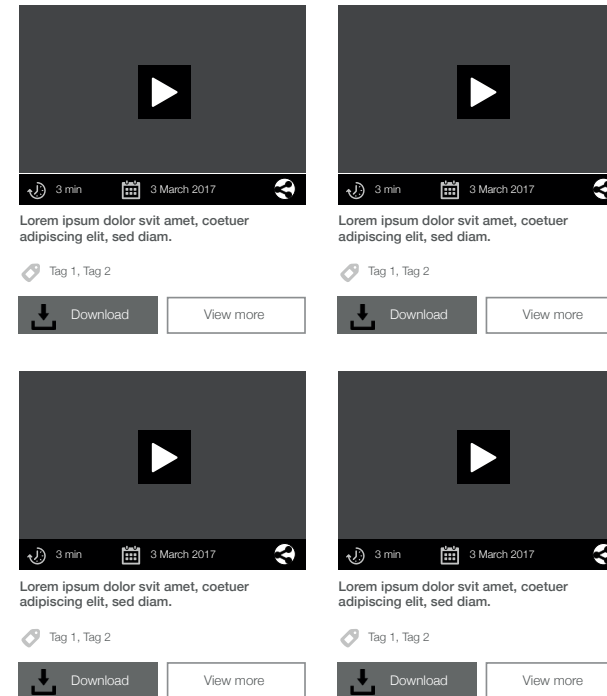 3 min 3 March 2017
Lorem ipsum dolor svit amet, coetuer
adipiscing elit, sed diam.
Tag 1, Tag 2
Download View more
3 min 3 March 2017
Lorem ipsum dolor svit amet, coetuer
adipiscing elit, sed diam.
Tag 1, Tag 2
Download View more
3 min 3 March 2017
Lorem ipsum dolor svit amet, coetuer
adipiscing elit, sed diam.
Tag 1, Tag 2
Download View more
3 min 3 March 2017
Lorem ipsum dolor svit amet, coetuer
adipiscing elit, sed diam.
Tag 1, Tag 2
Download View more